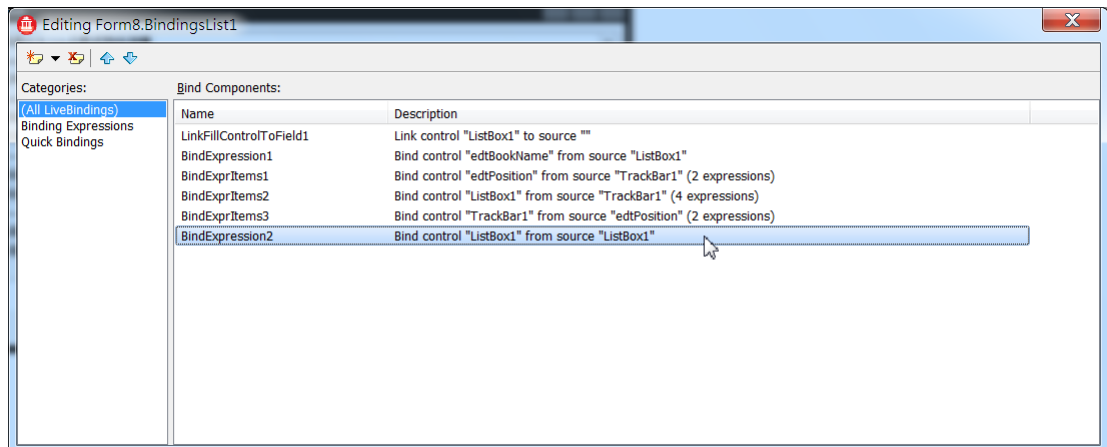 Editing Form8.BindingsList1
Categories:
(All LiveBindings)
Binding Expressions
Quick Bindings
Bind Components:
Name Description
LinkFillControlToField1 Link control "ListBox1" to source ""
BindExpression1 Bind control "edtBookName" from source "ListBox1"
BindExprItems1 Bind control "edtPosition" from source "TrackBar1" (2 expressions)
BindExprItems2 Bind control "ListBox1" from source "TrackBar1" (4 expressions)
BindExprItems3 Bind control "TrackBar1" from source "edtPosition" (2 expressions)
BindExpression2 Bind control "ListBox1" from source "ListBox1"